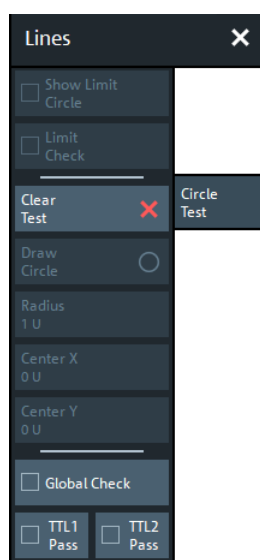 Lines
Show Limit
Circle
Limit
Check
Clear
Test
Circle
Test
Draw
Circle
Radius
1 U
Center X
0 U
Center Y
0 U
Global Check
TTL1
Pass
TTL2
Pass